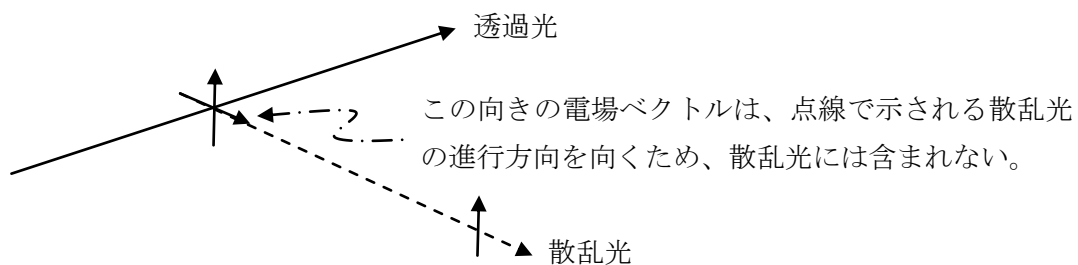 透過光
この向きの電場ベクトルは、点線で示される散乱光
の進行方向を向くため、散乱光には含まれない。
散乱光